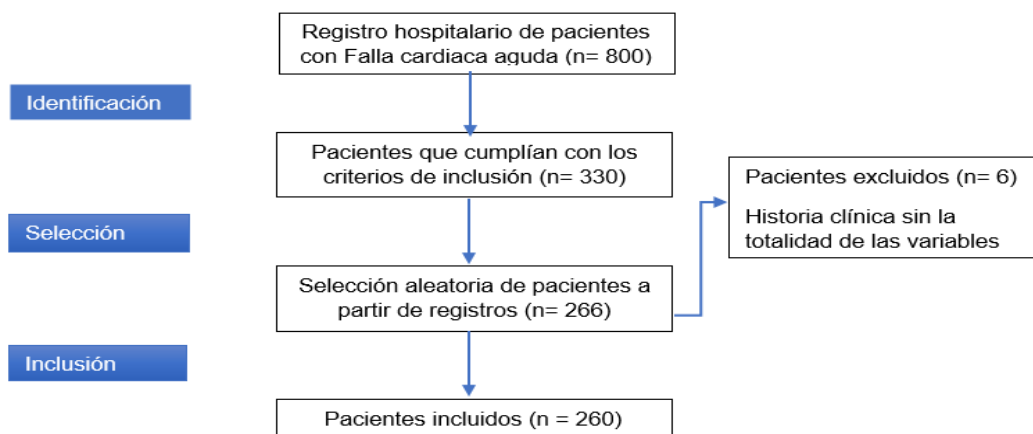 Registro hospitalario de pacientes
con Falla cardiaca aguda (n= 800)
Identificación
Pacientes que cumplían con los
criterios de inclusión (n= 330)
Pacientes excluidos (n= 6)
Historia clínica sin la
totalidad de las variables
Selección
Selección aleatoria de pacientes a
partir de registros (n= 266)
Inclusión
Pacientes incluidos (n = 260)